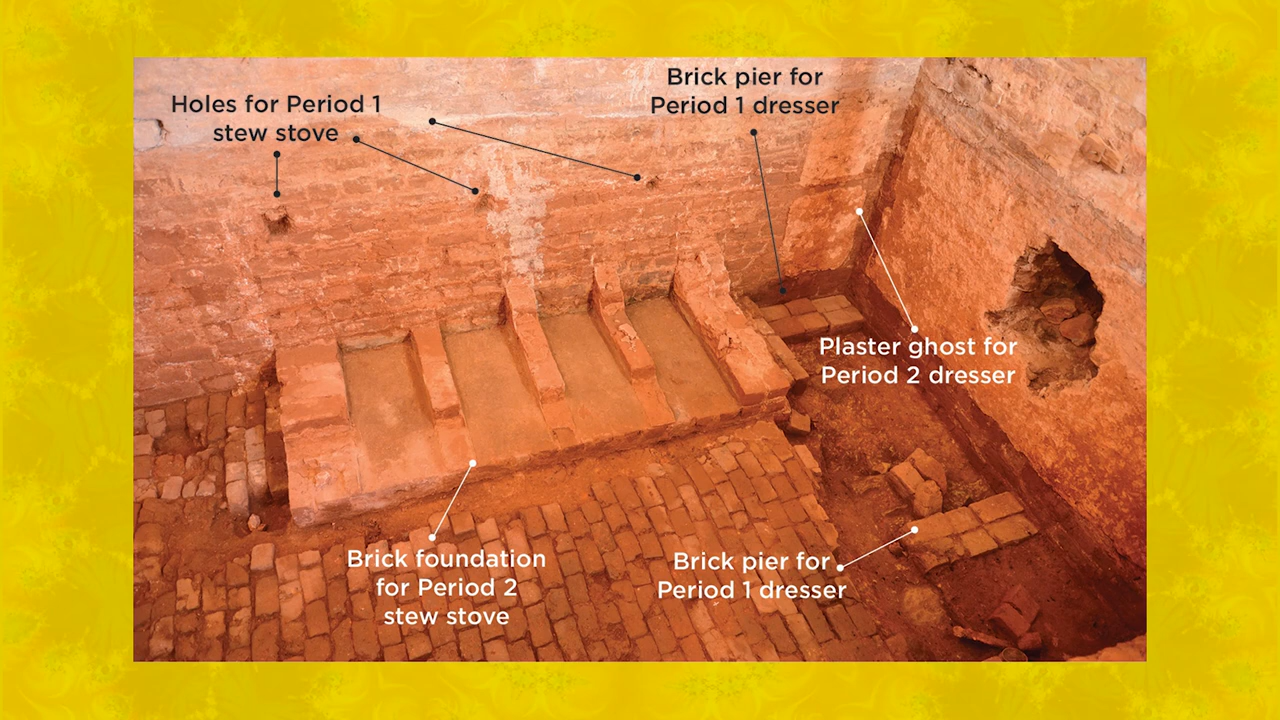 Holes for Period 1
stew stove
Brick pier for
Period 1 dresser
Plaster ghost for
Period 2 dresser
Brick foundation
for Period 2
stew stove
Brick pier for
Period 1 dresser